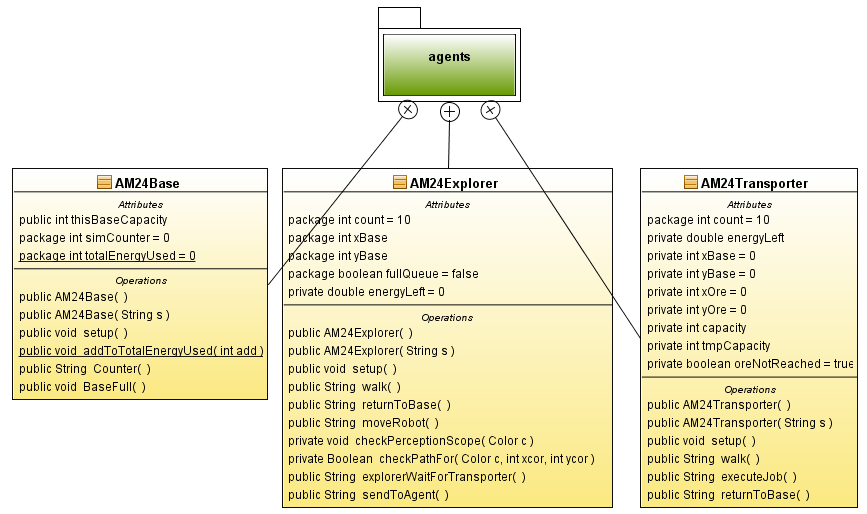 agents
AM24Base
Attributes
public int thisBaseCapacity
package int simCounter = 0
package int totalEnergyUsed = 0
Operations
public AM24Base( )
public AM24Base( String s )
public void setup( )
public void addToTotalEnergyUsed( int add )
public String Counter( )
public void BaseFull( )
AM24Explorer
Attributes
package int count = 10
package int xBase
package int yBase
package boolean fullQueue = false
private double energyLeft = 0
Operations
public AM24Explorer( )
public AM24Explorer( String s )
public void setup( )
public String walk( )
public String returnToBase( )
public String moveRobot( )
private void checkPerceptionScope( Color c )
private Boolean checkPathFor( Color c, int xcor, int ycor )
public String explorerWaitForTransporter( )
public String sendToAgent( )
AM24Transporter
Attributes
package int count = 10
private double energyLeft
private int xBase = 0
private int yBase = 0
private int xOre = 0
private int yOre = 0
private int capacity
private int tmpCapacity
private boolean oreNotReached = true
Operations
public AM24Transporter( )
public AM24Transporter( String s )
public void setup( )
public String walk( )
public String executeJob( )
public String returnToBase( )